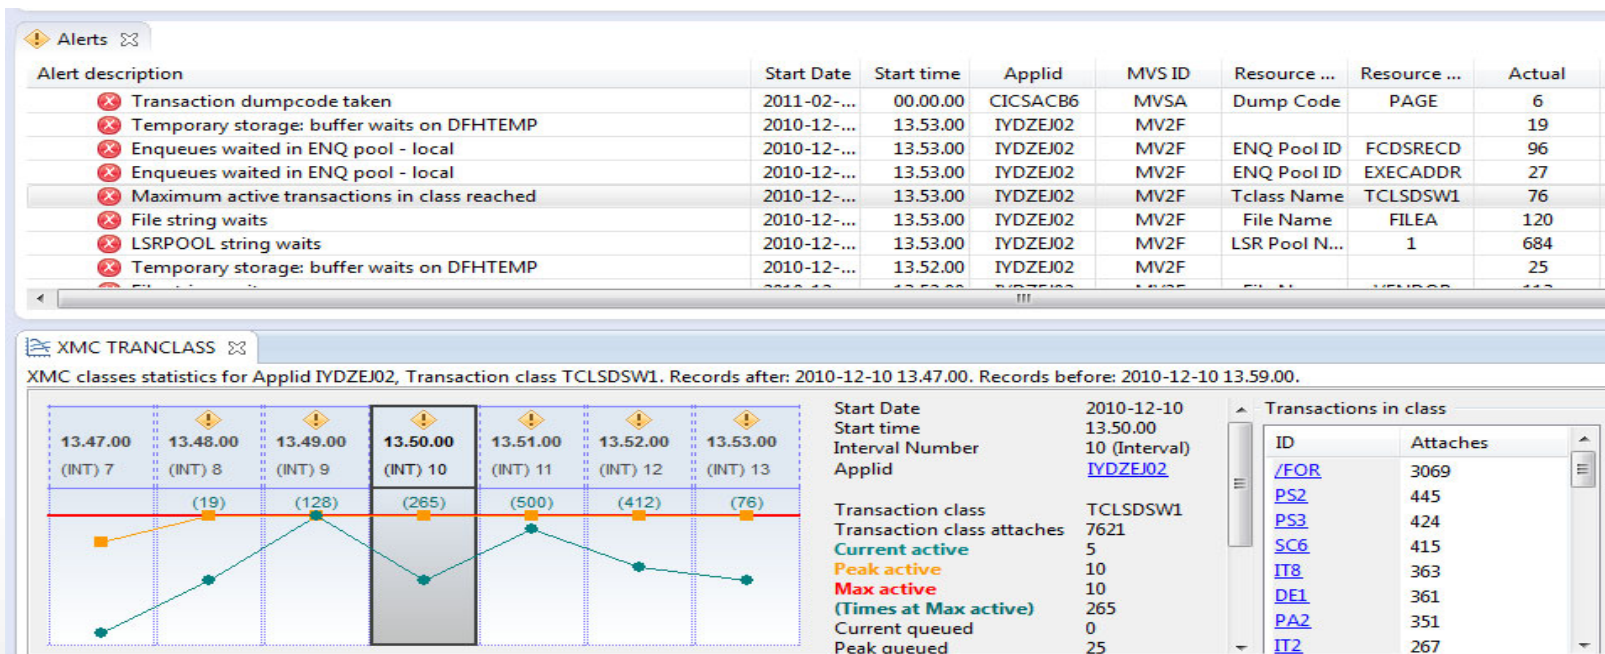 Alerts
Alert description Start Date Start time Applid MVS ID Resource ... Resource ... Actual
Transaction dumpcode taken 2011-02-... 00.00.00 CICSACB6 MVSA Dump Code PAGE 6
Temporary storage: buffer waits on DFHTEMP 2010-12-... 13.53.00 IYDZEJ02 MV2F 19
Enqueues waited in ENQ pool - local 2010-12-... 13.53.00 IYDZEJ02 MV2F ENQ Pool ID FCDSRECD 96
Enqueues waited in ENQ pool - local 2010-12-... 13.53.00 IYDZEJ02 MV2F ENQ Pool ID EXECADDR 27
Maximum active transactions in class reached 2010-12-... 13.53.00 IYDZEJ02 MV2F Tclass Name TCLSDSW1 76
File string waits 2010-12-... 13.53.00 IYDZEJ02 MV2F File Name FILEA 120
LSRPOOL string waits 2010-12-... 13.53.00 IYDZEJ02 MV2F LSR Pool N... 1 684
Temporary storage: buffer waits on DFHTEMP 2010-12-... 13.52.00 IYDZEJ02 MV2F 25
XMC TRANCLASS
XMC classes statistics for Applid IYDZEJ02, Transaction class TCLSDSW1. Records after: 2010-12-10 13.47.00. Records before: 2010-12-10 13.59.00.
13.47.00 13.48.00 13.49.00 13.50.00 13.51.00 13.52.00 13.53.00
(INT) 7 (INT) 8 (INT) 9 (INT) 10 (INT) 11 (INT) 12 (INT) 13
(19) (128) (265) (500) (412) (76)
Start Date 2010-12-10
Start time 13.50.00
Interval Number 10 (Interval)
Applid IYDZEJ02
Transaction class TCLSDSW1
Transaction class attaches 7621
Current active 5
Peak active 10
Max active 10
(Times at Max active) 265
Current queued 0
Peak queued 25
Transactions in class
ID Attaches
/FOR 3069
PS2 445
PS3 424
SC6 415
IT8 363
DE1 361
PA2 351
IT2 267